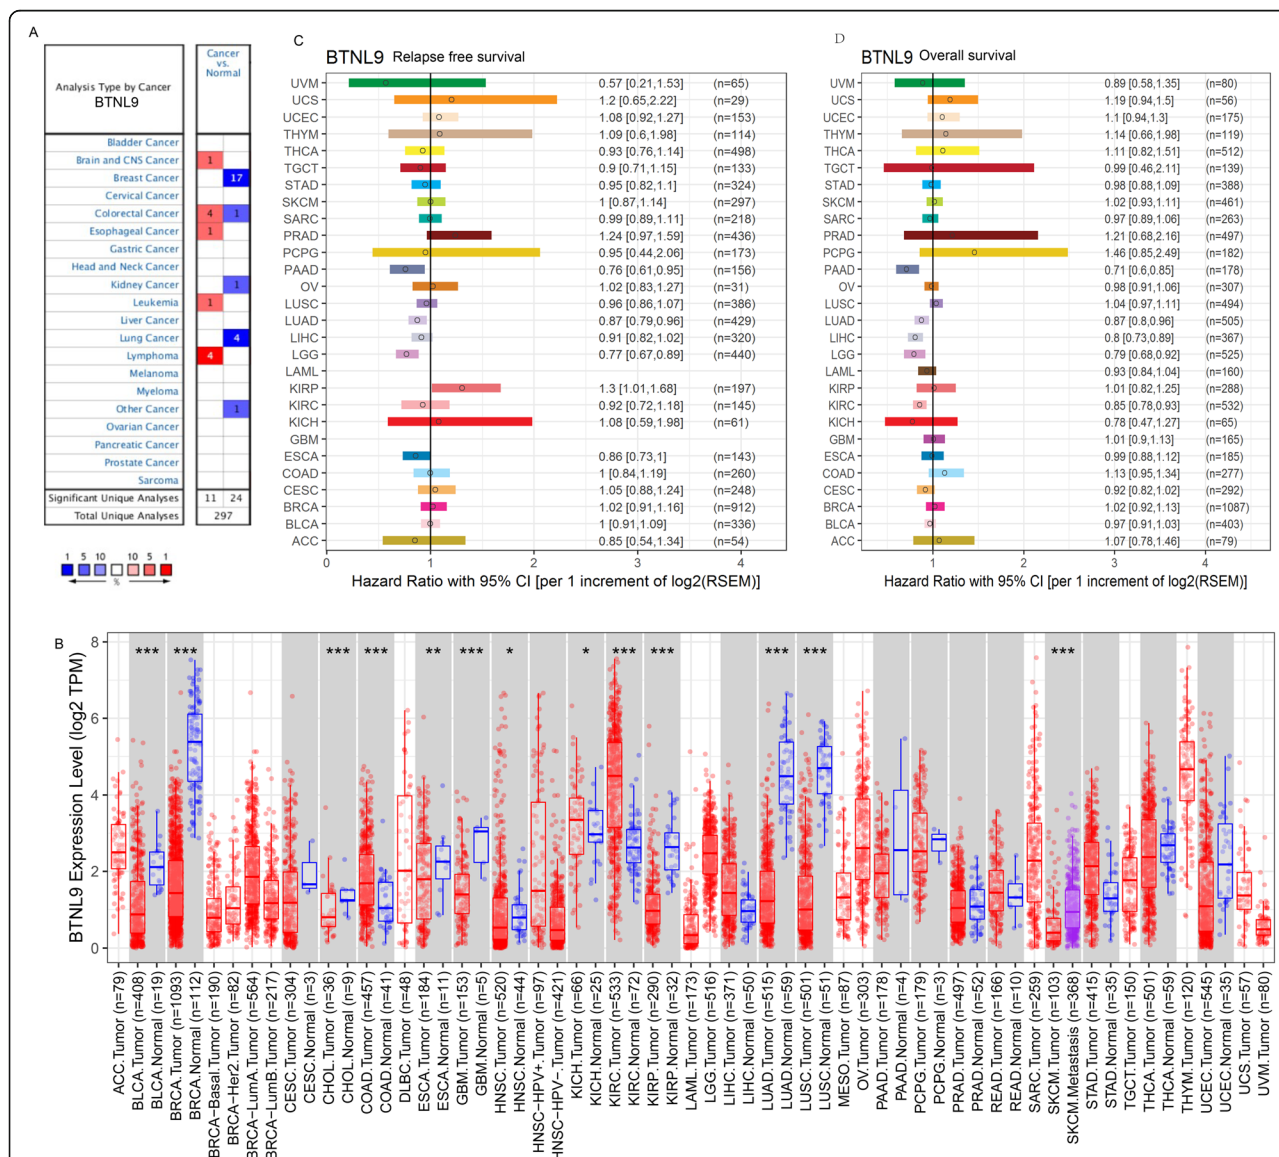 A
Analysis Type by Cancer
BTNL9
Cancer
vs.
Normal
Bladder Cancer
Brain and CNS Cancer 1
Breast Cancer 17
Cervical Cancer
Colorectal Cancer 4 1
Esophageal Cancer 1
Gastric Cancer
Head and Neck Cancer
Kidney Cancer 1
Leukemia 1
Liver Cancer
Lung Cancer 4
Lymphoma 4
Melanoma
Myeloma
Other Cancer 1
Ovarian Cancer
Pancreatic Cancer
Prostate Cancer
Sarcoma
Significant Unique Analyses 11 24
Total Unique Analyses 297
1 5 10 10 5 1
%
C
BTNL9 Relapse free survival
UVM 0.57 [0.21,1.53] (n=65)
UCS 1.2 [0.65,2.22] (n=29)
UCEC 1.08 [0.92,1.27] (n=153)
THYM 1.09 [0.6,1.98] (n=114)
THCA 0.93 [0.76,1.14] (n=498)
TGCT 0.9 [0.71,1.15] (n=133)
STAD 0.95 [0.82,1.1] (n=324)
SKCM 1 [0.87,1.14] (n=297)
SARC 0.99 [0.89,1.11] (n=218)
PRAD 1.24 [0.97,1.59] (n=436)
PCPG 0.95 [0.44,2.06] (n=173)
PAAD 0.76 [0.61,0.95] (n=156)
OV 1.02 [0.83,1.27] (n=31)
LUSC 0.96 [0.86,1.07] (n=386)
LUAD 0.87 [0.79,0.96] (n=429)
LIHC 0.91 [0.82,1.02] (n=320)
LGG 0.77 [0.67,0.89] (n=440)
LAML
KIRP 1.3 [1.01,1.68] (n=197)
KIRC 0.92 [0.72,1.18] (n=145)
KICH 1.08 [0.59,1.98] (n=61)
GBM
ESCA 0.86 [0.73,1] (n=143)
COAD 1 [0.84,1.19] (n=260)
CESC 1.05 [0.88,1.24] (n=248)
BRCA 1.02 [0.91,1.16] (n=912)
BLCA 1 [0.91,1.09] (n=336)
ACC 0.85 [0.54,1.34] (n=54)
0 1 2 3 4
Hazard Ratio with 95% CI [per 1 increment of log2(RSEM)]
D
BTNL9 Overall survival
UVM 0.89 [0.58,1.35] (n=80)
UCS 1.19 [0.94,1.5] (n=56)
UCEC 1.1 [0.94,1.3] (n=175)
THYM 1.14 [0.66,1.98] (n=119)
THCA 1.11 [0.82,1.51] (n=512)
TGCT 0.99 [0.46,2.11] (n=139)
STAD 0.98 [0.88,1.09] (n=388)
SKCM 1.02 [0.93,1.11] (n=461)
SARC 0.97 [0.89,1.06] (n=263)
PRAD 1.21 [0.68,2.16] (n=497)
PCPG 1.46 [0.85,2.49] (n=182)
PAAD 0.71 [0.6,0.85] (n=178)
OV 0.98 [0.91,1.06] (n=307)
LUSC 1.04 [0.97,1.11] (n=494)
LUAD 0.87 [0.8,0.96] (n=505)
LIHC 0.8 [0.73,0.89] (n=367)
LGG 0.79 [0.68,0.92] (n=525)
LAML 0.93 [0.84,1.04] (n=160)
KIRP 1.01 [0.82,1.25] (n=288)
KIRC 0.85 [0.78,0.93] (n=532)
KICH 0.78 [0.47,1.27] (n=65)
GBM 1.01 [0.9,1.13] (n=165)
ESCA 0.99 [0.88,1.12] (n=185)
COAD 1.13 [0.95,1.34] (n=277)
CESC 0.92 [0.82,1.02] (n=292)
BRCA 1.02 [0.92,1.13] (n=1087)
BLCA 0.97 [0.91,1.03] (n=403)
ACC 1.07 [0.78,1.46] (n=79)
0 1 2 3 4
Hazard Ratio with 95% CI [per 1 increment of log2(RSEM)]
B
BTNL9 Expression Level (log2 TPM)
8
6
4
2
0
*** *** *** *** ** *** * * *** *** *** *** ***
ACC.Tumor (n=79)
BLCA.Tumor (n=408)
BLCA.Normal (n=19)
BRCA.Tumor (n=1093)
BRCA.Normal (n=112)
BRCA-Basal.Tumor (n=190)
BRCA-Her2.Tumor (n=82)
BRCA-LumA.Tumor (n=564)
BRCA-LumB.Tumor (n=217)
CESC.Tumor (n=304)
CESC.Normal (n=3)
CHOL.Tumor (n=36)
CHOL.Normal (n=9)
COAD.Tumor (n=457)
COAD.Normal (n=41)
DLBC.Tumor (n=48)
ESCA.Tumor (n=184)
ESCA.Normal (n=11)
GBM.Tumor (n=153)
GBM.Normal (n=5)
HNSC.Tumor (n=520)
HNSC.Normal (n=44)
HNSC-HPV+.Tumor (n=97)
HNSC-HPV-.Tumor (n=421)
KICH.Tumor (n=66)
KICH.Normal (n=25)
KIRC.Tumor (n=533)
KIRC.Normal (n=72)
KIRP.Tumor (n=290)
KIRP.Normal (n=32)
LAML.Tumor (n=173)
LGG.Tumor (n=516)
LIHC.Tumor (n=371)
LIHC.Normal (n=50)
LUAD.Tumor (n=515)
LUAD.Normal (n=59)
LUSC.Tumor (n=501)
LUSC.Normal (n=51)
MESO.Tumor (n=87)
OV.Tumor (n=303)
PAAD.Tumor (n=178)
PAAD.Normal (n=4)
PCPG.Tumor (n=179)
PCPG.Normal (n=3)
PRAD.Tumor (n=497)
PRAD.Normal (n=52)
READ.Tumor (n=166)
READ.Normal (n=10)
SARC.Tumor (n=259)
SKCM.Tumor (n=103)
SKCM.Metastasis (n=368)
STAD.Tumor (n=415)
STAD.Normal (n=35)
TGCT.Tumor (n=150)
THCA.Tumor (n=501)
THCA.Normal (n=59)
THYM.Tumor (n=120)
UCEC.Tumor (n=545)
UCEC.Normal (n=35)
UCS.Tumor (n=57)
UVM.Tumor (n=80)